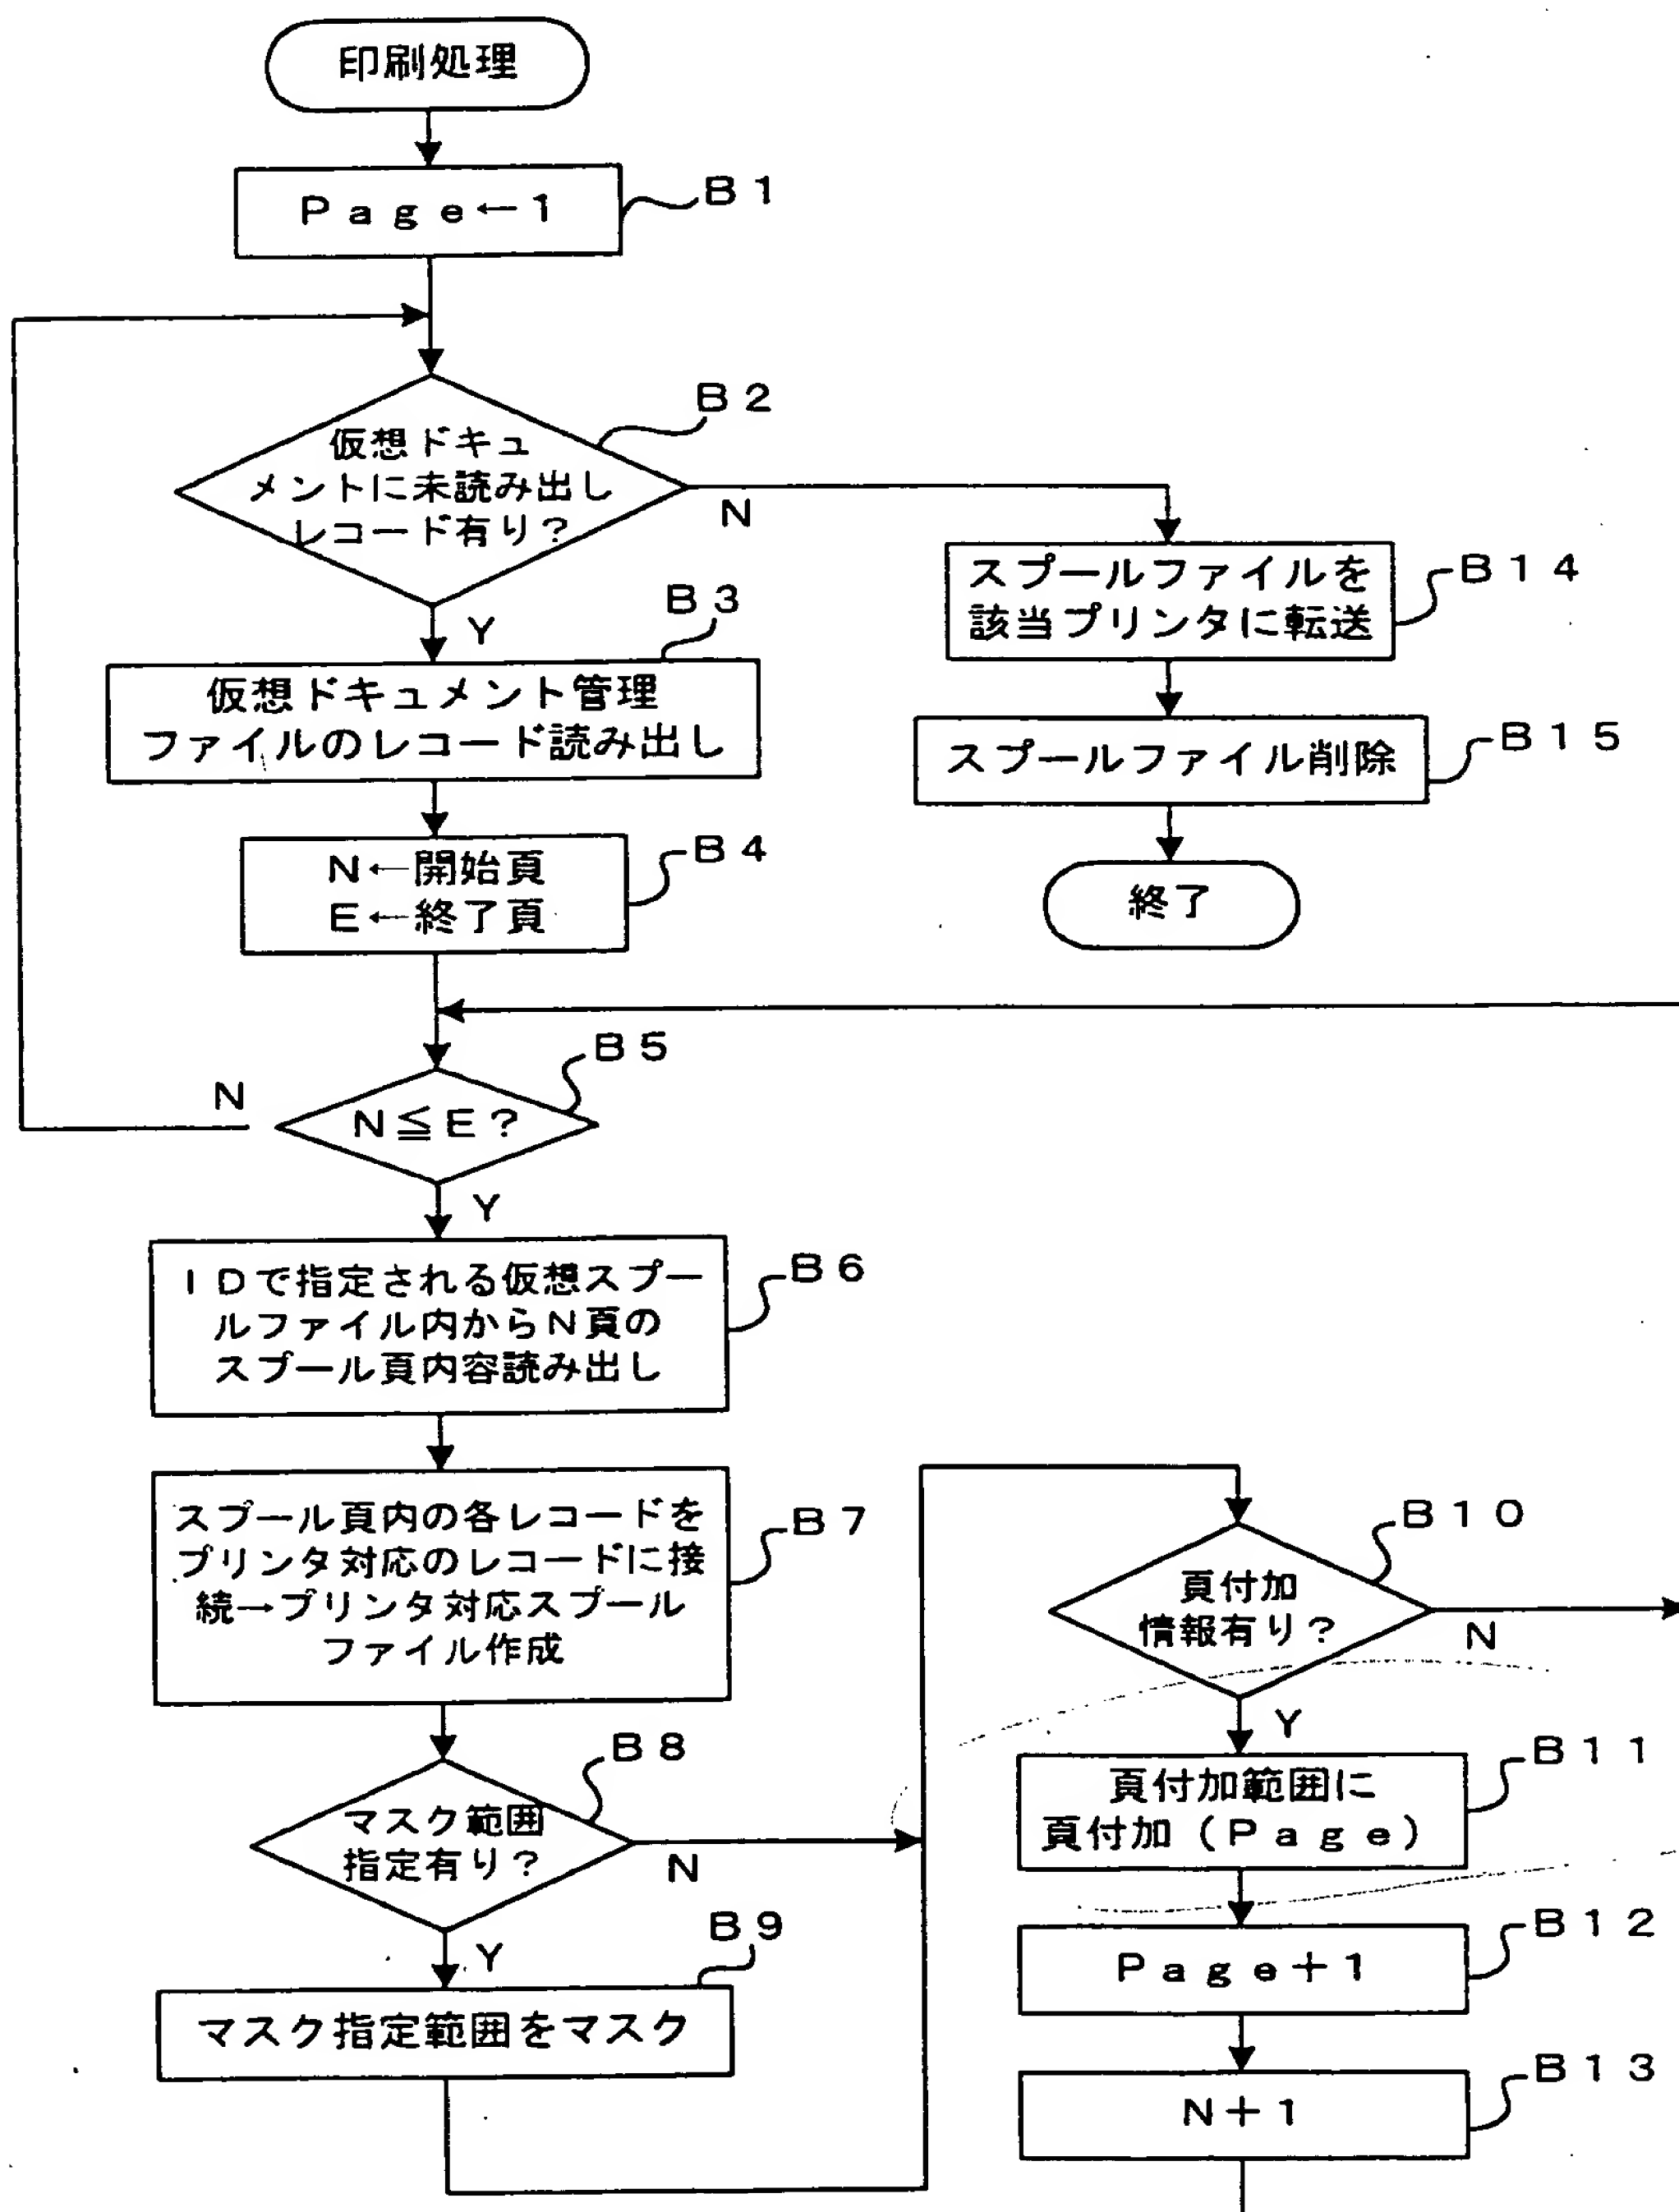 印刷処理
Page←1
B1
仮想ドキュ
メントに未読み出し
レコード有り?
B2
N
Y
B3
仮想ドキュメント管理
ファイルのレコード読み出し
N←開始頁
E←終了頁
B4
スプールファイルを
該当プリンタに転送
B14
スプールファイル削除
B15
終了
N≦E?
B5
N
Y
IDで指定される仮想スプー
ルファイル内からN頁の
スプール頁内容読み出し
B6
スプール頁内の各レコードを
プリンタ対応のレコードに接
続→プリンタ対応スプール
ファイル作成
B7
マスク範囲
指定有り?
B8
N
Y
B9
マスク指定範囲をマスク
頁付加
情報有り?
B10
N
Y
頁付加範囲に
頁付加(Page)
B11
Page+1
B12
N+1
B13